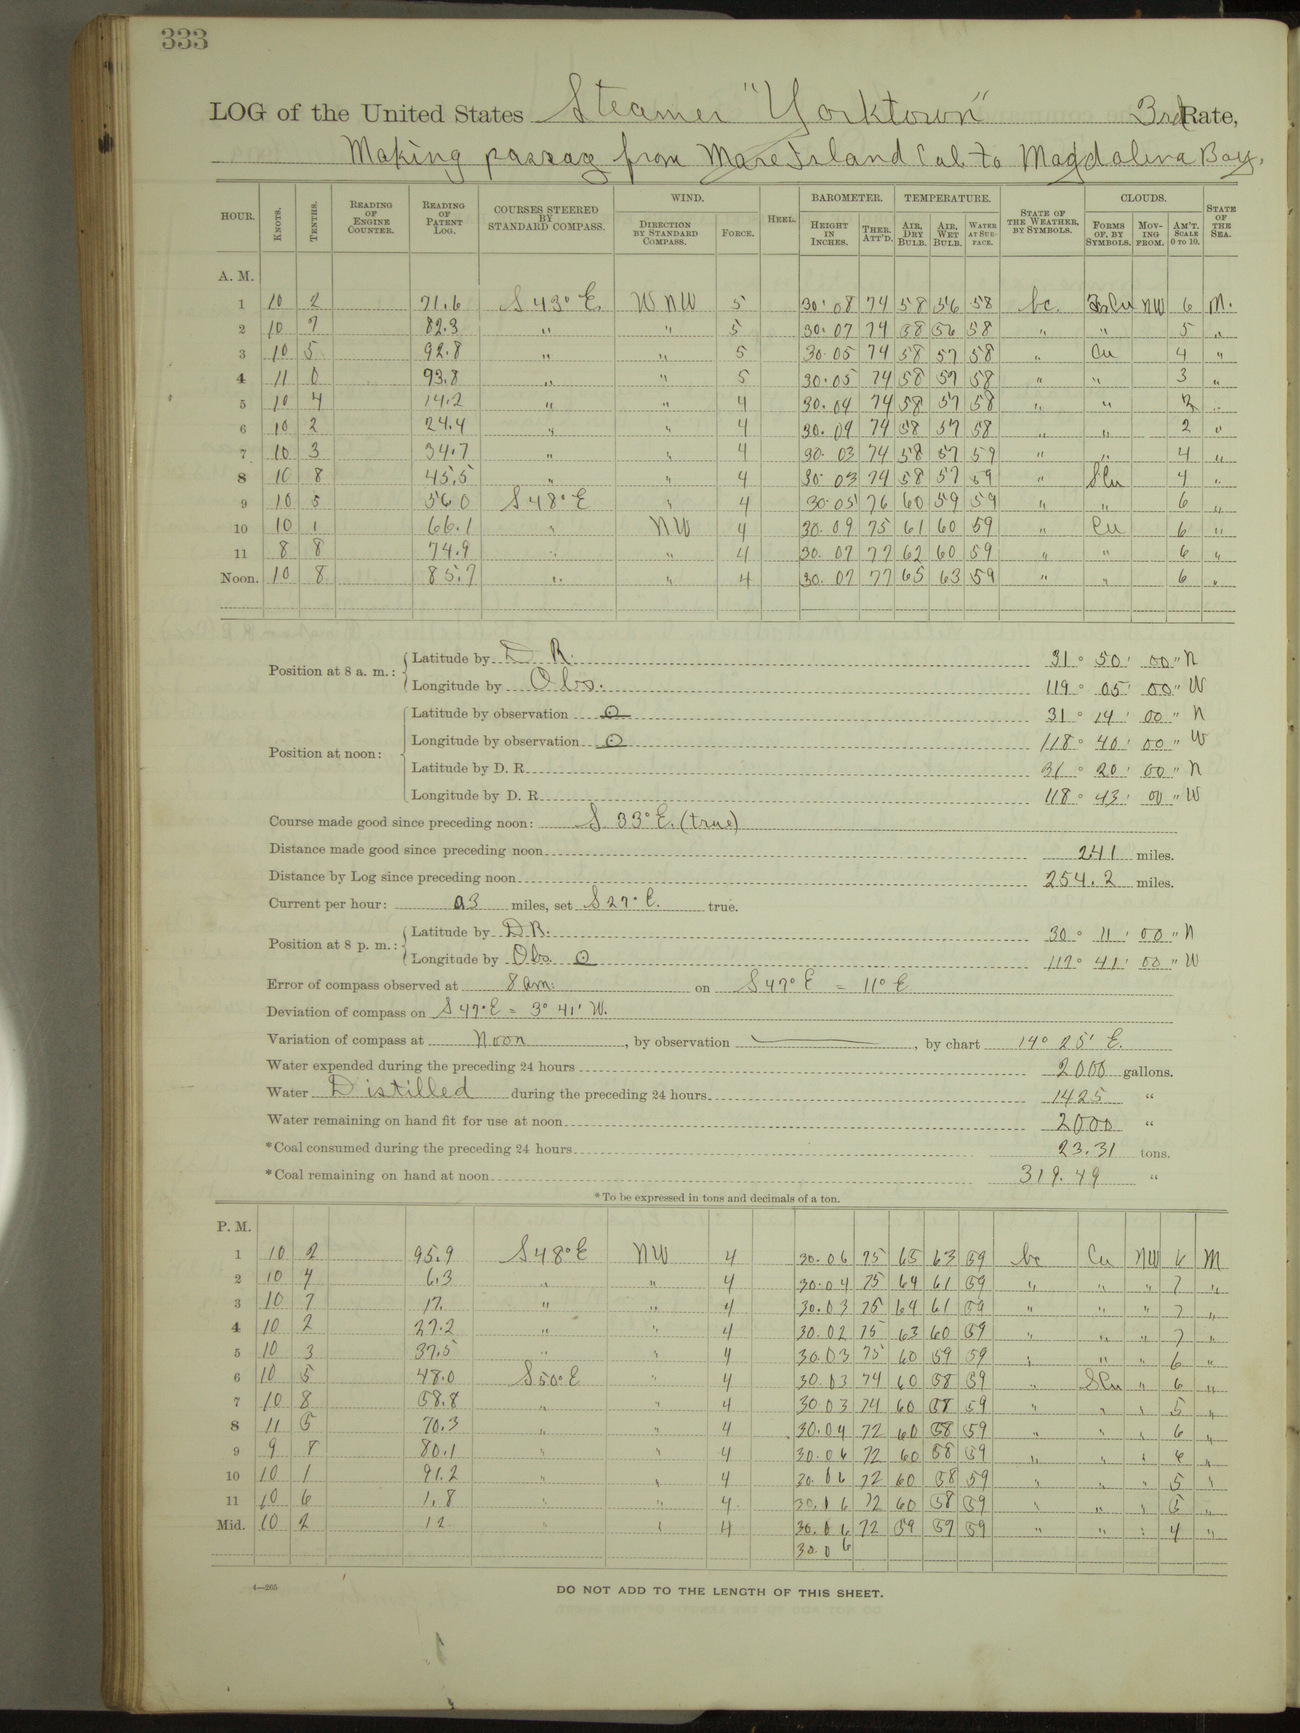 333
LOG of the United States Steamer "Yorktown" 3rd Rate,
Making passag from Mare Island Cal to Magdalena Bay.
HOUR. KNOTS. TENTHS. READING OF ENGINE COUNTER. READING OF PATENT LOG. COURSES STEERED BY STANDARD COMPASS. WIND. DIRECTION BY STANDARD COMPASS. FORCE. HEEL. BAROMETER. HEIGHT IN INCHES. THER. ATT'D. TEMPERATURE. AIR, DRY BULB. AIR, WET BULB. WATER AT SURFACE. STATE OF THE WEATHER, BY SYMBOLS. CLOUDS. FORMS OF, BY SYMBOLS. MOVING FROM. AM'T. SCALE 0 TO 10. STATE OF THE SEA.
A. M.
1 10 2 71.6 S 43° E. W NW 5 30.08 74 58 56 58 bc. NW 6 M.
2 10 7 82.3 " " 5 30.07 74 58 56 58 " " 5 "
3 10 5 92.8 " " 5 30.05 74 58 57 58 " Cu 4 "
4 11 0 93.8 " " 5 30.05 74 58 57 58 " " 3 "
5 10 4 14.2 " " 4 30.04 74 58 57 58 " " "
6 10 2 24.4 " " 4 30.04 74 58 57 58 " " 2 "
7 10 3 34.7 " " 4 30.03 74 58 57 59 " " 4 "
8 10 8 45.5 " " 4 30.03 74 58 57 59 " SCu 4 "
9 10 5 56 0 S 48° E " 4 30.05 76 60 59 59 " " 6 "
10 10 1 66.1 " NW 4 30.09 75 61 60 59 " Cu 6 "
11 8 8 74.9 " " 4 30.07 77 62 60 59 " " 6 "
Noon. 10 8 85.7 " " 4 30.07 77 65 63 59 " " 6 "
Position at 8 a. m.: Latitude by D R. 31° 50' 00" N
Longitude by Obs. 119° 05' 00" W
Position at noon: Latitude by observation ⊙ 31° 14' 00" N
Longitude by observation ⊙ 118° 40' 00" W
Latitude by D. R. 31° 20' 00" N
Longitude by D. R. 118° 43' 00" W
Course made good since preceding noon: S 33° E. (true)
Distance made good since preceding noon 241 miles.
Distance by Log since preceding noon 254.2 miles.
Current per hour: 0.3 miles, set S 27° E. true.
Position at 8 p. m.: Latitude by DR. 30° 11' 00" N
Longitude by Obs. ⊙ 117° 41' 00" W
Error of compass observed at 8 am: on S 47° E = 11° E
Deviation of compass on S 47° E = 3° 41' W.
Variation of compass at Noon, by observation —, by chart 14° 25' E.
Water expended during the preceding 24 hours 2000 gallons.
Water Distilled during the preceding 24 hours 1425 "
Water remaining on hand fit for use at noon 2000 "
*Coal consumed during the preceding 24 hours 23.31 tons.
*Coal remaining on hand at noon 319.49 "
*To be expressed in tons and decimals of a ton.
P. M.
1 10 2 95.9 S 48° E NW 4 30.06 75 65 63 59 bc Cu NW 6 M
2 10 4 6.3 " " 4 30.04 75 64 61 59 " " " 7 "
3 10 7 17. " " 4 30.03 75 64 61 59 " " " 7 "
4 10 2 27.2 " " 4 30.02 75 63 60 59 " " " 7 "
5 10 3 37.5 " " 4 30.03 75 60 59 59 " " " 6 "
6 10 5 48.0 S 50° E " 4 30.03 74 60 58 59 " SCu " 6 "
7 10 8 58.8 " " 4 30 03 74 60 58 59 " " " 5 "
8 11 5 70.3 " " 4 30.04 72 60 58 59 " " " 6 "
9 9 8 80.1 " " 4 30.06 72 60 58 59 " " " 6 "
10 10 1 91.2 " " 4 30.06 72 60 58 59 " " " 5 "
11 10 6 1.8 " " 4 30.06 72 60 58 59 " " " 5 "
Mid. 10 2 12 " " 4 30.06 72 59 57 59 " " " 4 "
30.06
4—265
DO NOT ADD TO THE LENGTH OF THIS SHEET.